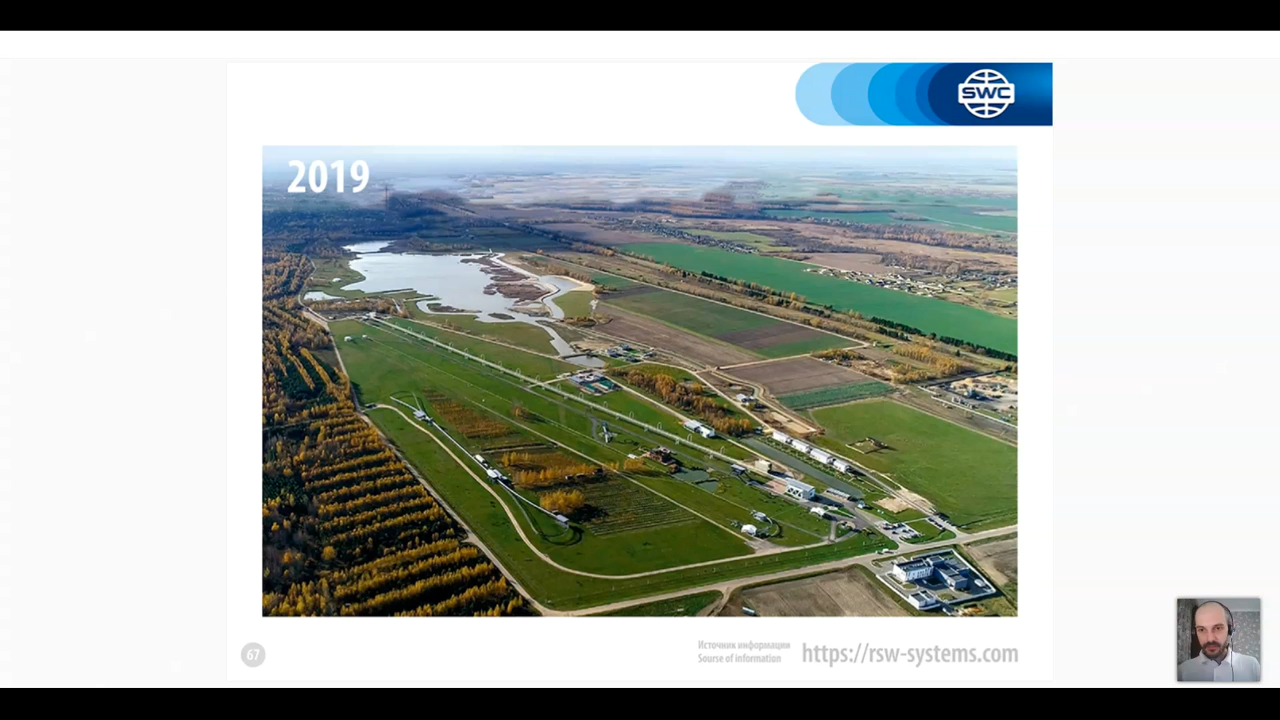 SWC
2019
67
Источник информации
Sourse of information
https://rsw-systems.com